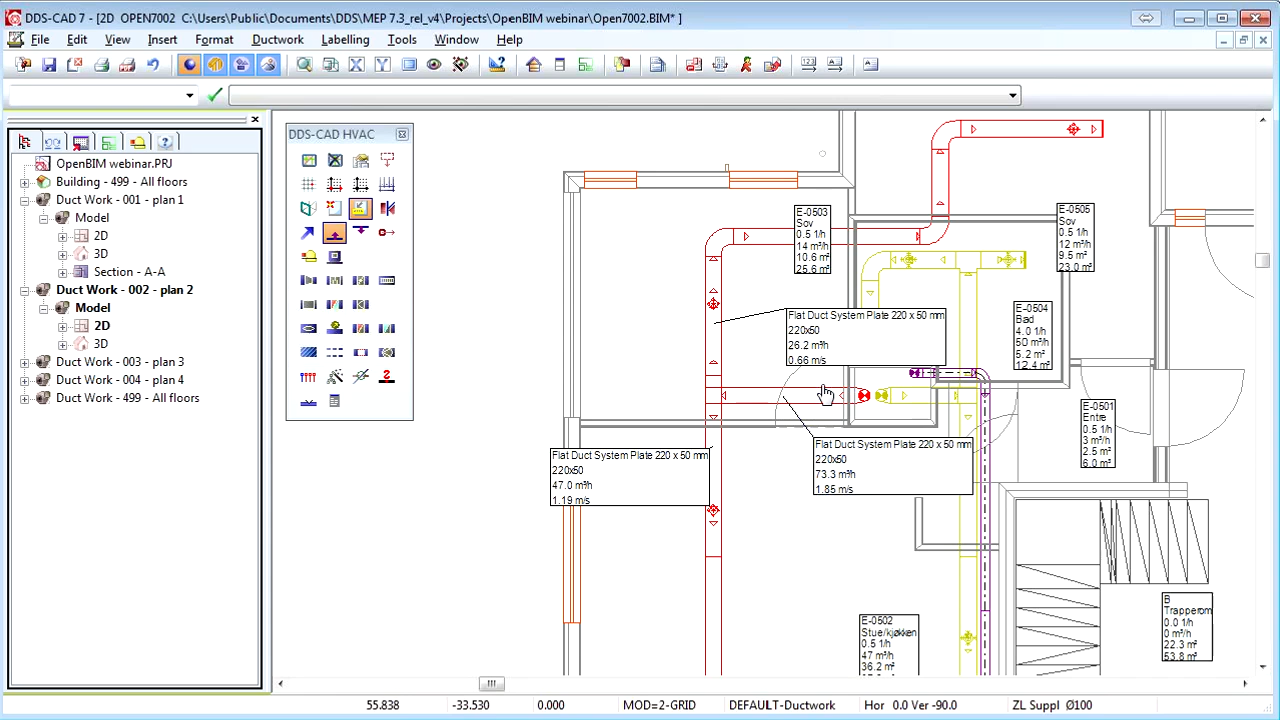 DDS-CAD 7 - [2D OPEN7002 C:\Users\Public\Documents\DDS\MEP 7.3_rel_v4\Projects\OpenBIM webinar\Open7002.BIM* ]
File Edit View Insert Format Ductwork Labelling Tools Window Help
OpenBIM webinar.PRJ
Building - 499 - All floors
Duct Work - 001 - plan 1
Model
2D
3D
Section - A-A
Duct Work - 002 - plan 2
Model
2D
3D
Duct Work - 003 - plan 3
Duct Work - 004 - plan 4
Duct Work - 499 - All floors
DDS-CAD HVAC
E-0503
Sov
0.5 1/h
14 m³/h
10.6 m²
25.6 m³
E-0505
Sov
0.5 1/h
12 m³/h
9.5 m²
23.0 m³
E-0504
Bad
4.0 1/h
50 m³/h
5.2 m²
12.4 m³
Flat Duct System Plate 220 x 50 mm
220x50
26.2 m³h
0.66 m/s
E-0501
Entre
0.5 1/h
3 m³/h
2.5 m²
6.0 m³
Flat Duct System Plate 220 x 50 mm
220x50
73.3 m³h
1.85 m/s
Flat Duct System Plate 220 x 50 mm
220x50
47.0 m³h
1.19 m/s
E-0502
Stue/kjøkken
0.5 1/h
47 m³/h
36.2 m²
B
Trapperom
0.0 1/h
0 m³/h
22.3 m²
53.8 m³
55.838 -33.530 0.000 MOD=2-GRID DEFAULT-Ductwork Hor 0.0 Ver -90.0 ZL Suppl Ø100